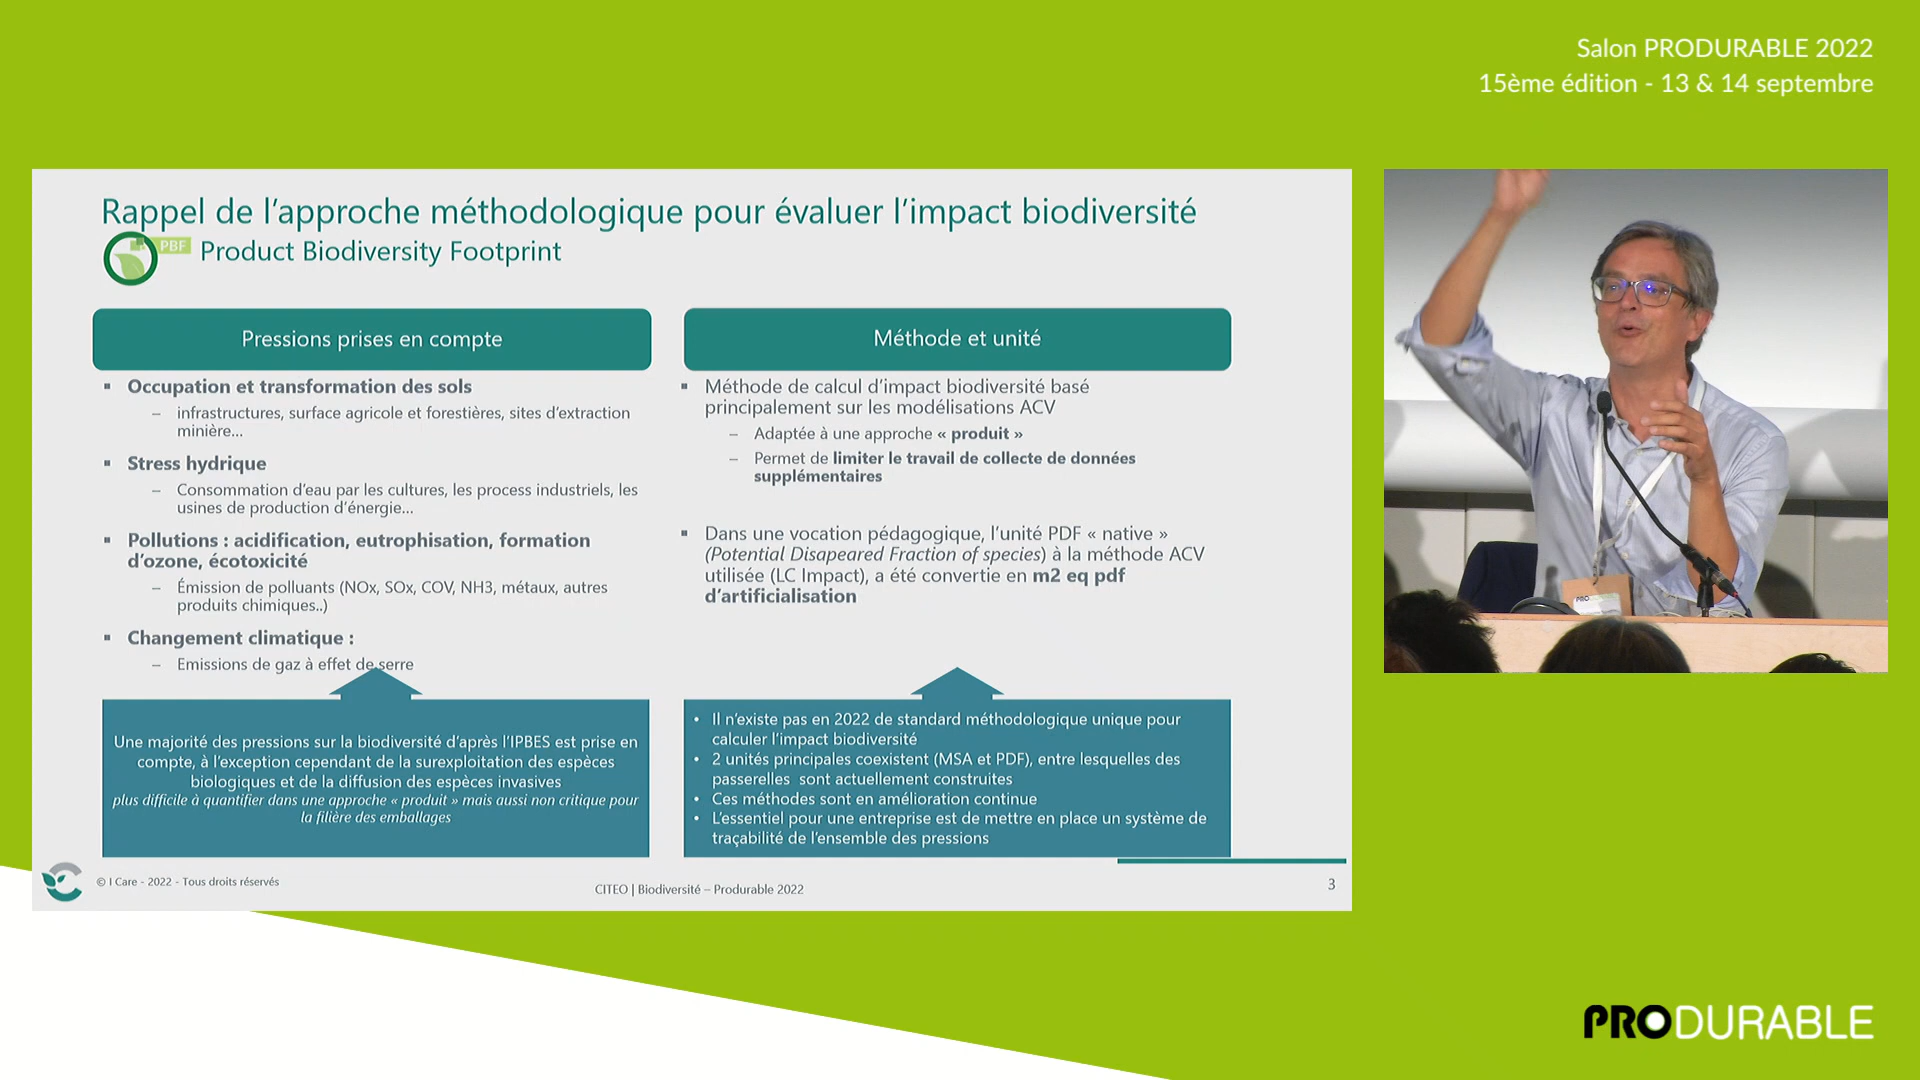 Salon PRODURABLE 2022
15ème édition - 13 & 14 septembre
Rappel de l'approche méthodologique pour évaluer l'impact biodiversité
PBF
Product Biodiversity Footprint
Pressions prises en compte
▪ Occupation et transformation des sols
– infrastructures, surface agricole et forestières, sites d'extraction
minière...
▪ Stress hydrique
– Consommation d'eau par les cultures, les process industriels, les
usines de production d'énergie...
▪ Pollutions : acidification, eutrophisation, formation
d'ozone, écotoxicité
– Émission de polluants (NOx, SOx, COV, NH3, métaux, autres
produits chimiques..)
▪ Changement climatique :
– Emissions de gaz à effet de serre
Une majorité des pressions sur la biodiversité d'après l'IPBES est prise en
compte, à l'exception cependant de la surexploitation des espèces
biologiques et de la diffusion des espèces invasives
plus difficile à quantifier dans une approche « produit » mais aussi non critique pour
la filière des emballages
Méthode et unité
▪ Méthode de calcul d'impact biodiversité basé
principalement sur les modélisations ACV
– Adaptée à une approche « produit »
– Permet de limiter le travail de collecte de données
supplémentaires
▪ Dans une vocation pédagogique, l'unité PDF « native »
(Potential Disapeared Fraction of species) à la méthode ACV
utilisée (LC Impact), a été convertie en m2 eq pdf
d'artificialisation
• Il n'existe pas en 2022 de standard méthodologique unique pour
calculer l'impact biodiversité
• 2 unités principales coexistent (MSA et PDF), entre lesquelles des
passerelles sont actuellement construites
• Ces méthodes sont en amélioration continue
• L'essentiel pour une entreprise est de mettre en place un système de
traçabilité de l'ensemble des pressions
© I Care - 2022 - Tous droits réservés
CITEO | Biodiversité – Produrable 2022
3
PRODURABLE